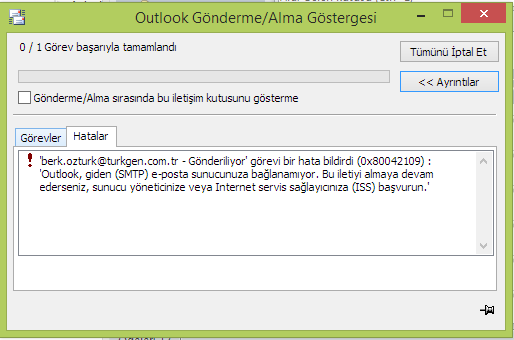 Outlook Gönderme/Alma Göstergesi
0 / 1 Görev başarıyla tamamlandı
Tümünü İptal Et
<< Ayrıntılar
Gönderme/Alma sırasında bu iletişim kutusunu gösterme
Görevler
Hatalar
'berk.ozturk@turkgen.com.tr - Gönderiliyor' görevi bir hata bildirdi (0x80042109) :
'Outlook, giden (SMTP) e-posta sunucunuza bağlanamıyor. Bu iletiyi almaya devam
ederseniz, sunucu yöneticinize veya Internet servis sağlayıcınıza (ISS) başvurun.'